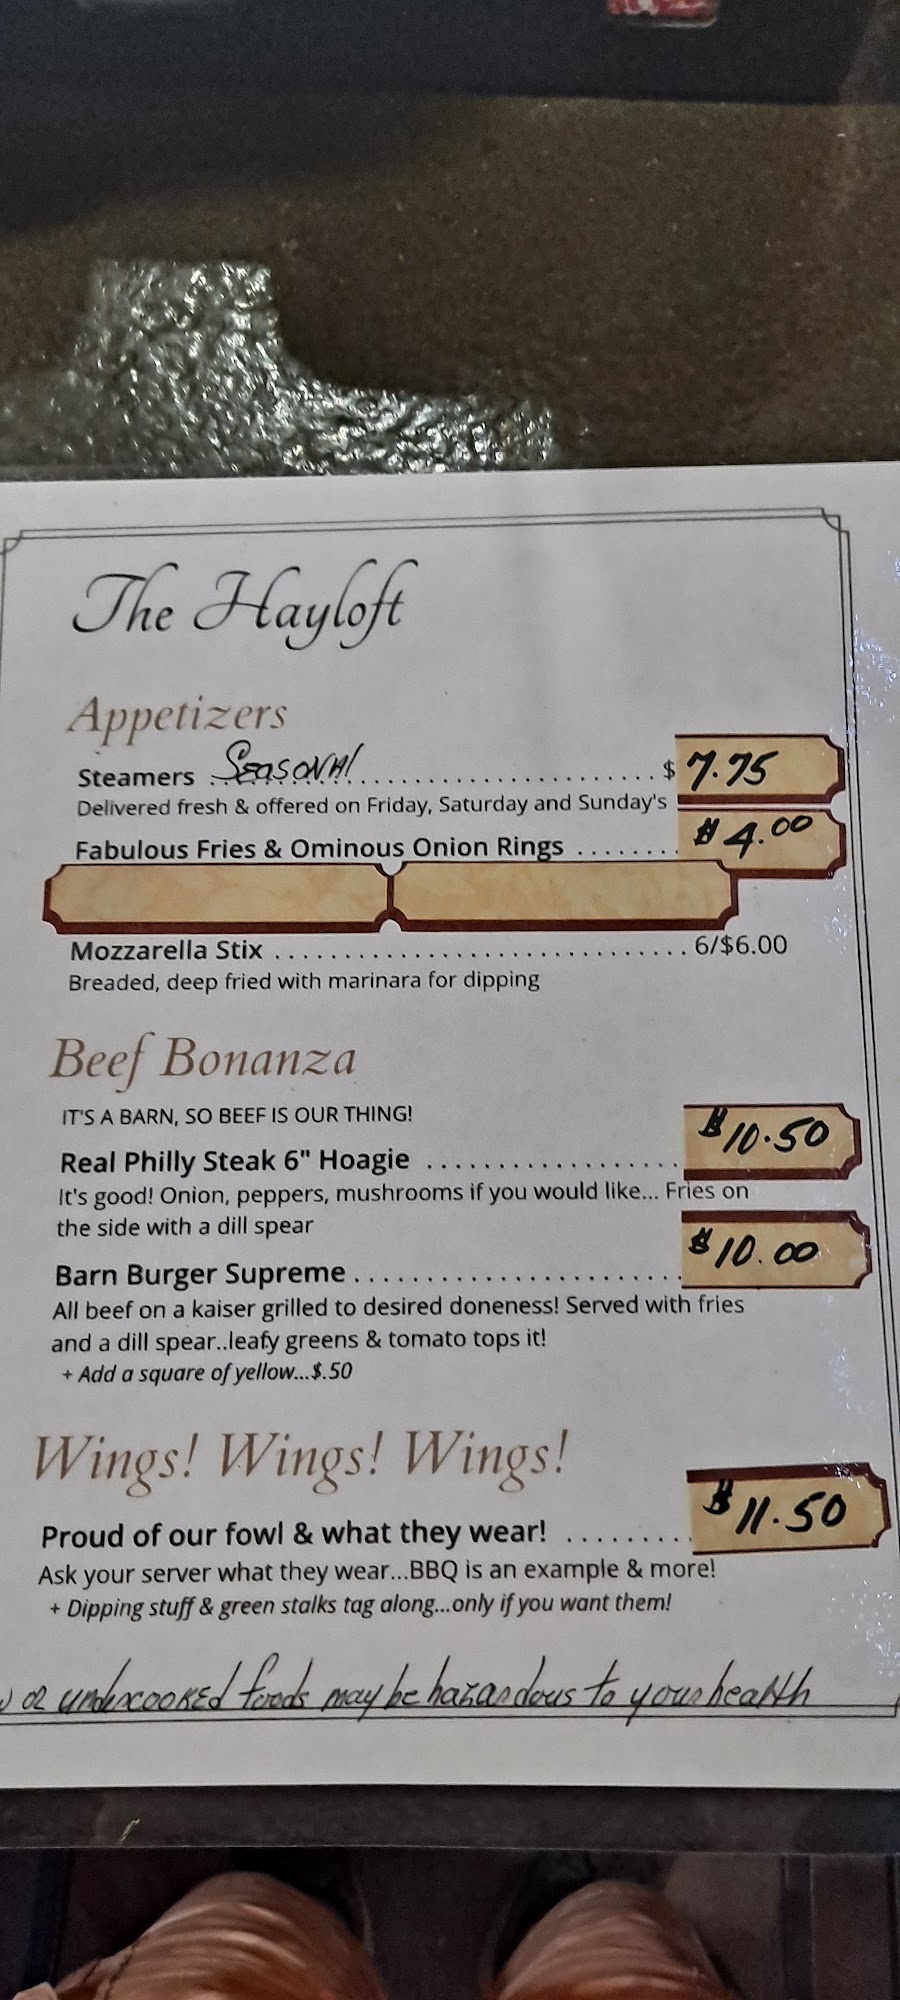 The Hayloft
Appetizers
Steamers Seasonal $ 7.75
Delivered fresh & offered on Friday, Saturday and Sunday's
Fabulous Fries & Ominous Onion Rings ........ $ 4.00
Mozzarella Stix .............................. 6/$6.00
Breaded, deep fried with marinara for dipping
Beef Bonanza
IT'S A BARN, SO BEEF IS OUR THING!
Real Philly Steak 6" Hoagie .................. $10.50
It's good! Onion, peppers, mushrooms if you would like... Fries on
the side with a dill spear
Barn Burger Supreme ........................ $10.00
All beef on a kaiser grilled to desired doneness! Served with fries
and a dill spear..leafy greens & tomato tops it!
+ Add a square of yellow...$.50
Wings! Wings! Wings!
Proud of our fowl & what they wear! ......... $11.50
Ask your server what they wear...BBQ is an example & more!
+ Dipping stuff & green stalks tag along...only if you want them!
or undercooked foods may be hazardous to your health